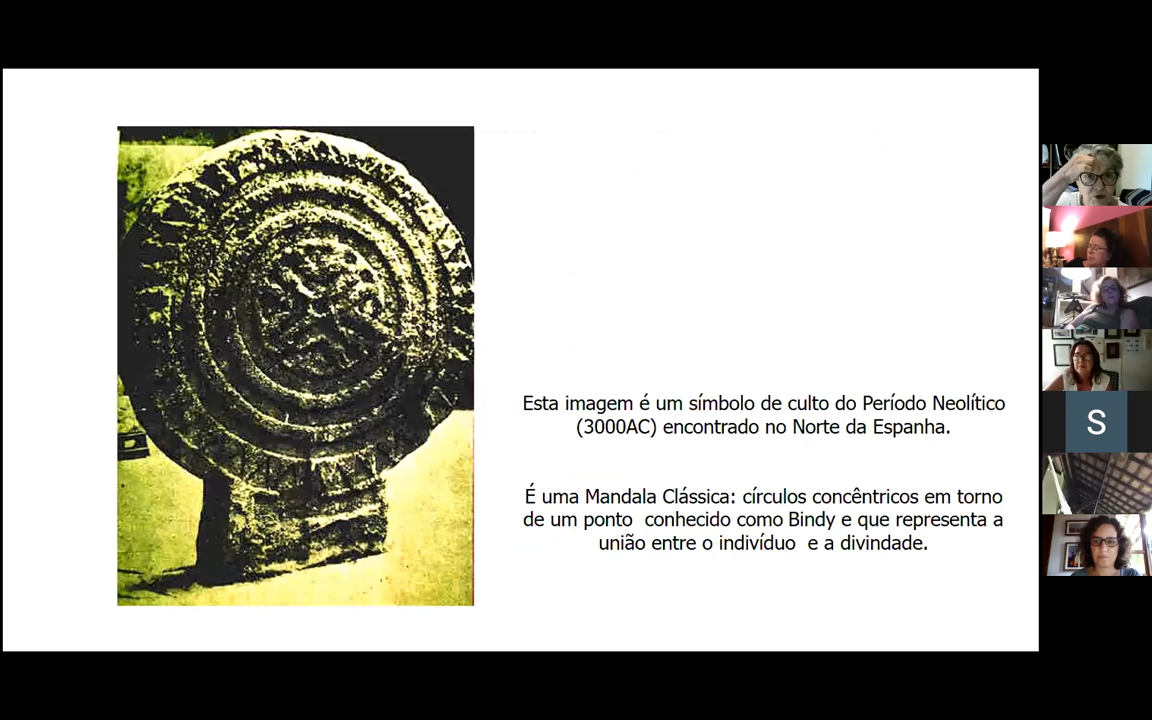 Esta imagem é um símbolo de culto do Período Neolítico
(3000AC) encontrado no Norte da Espanha.
É uma Mandala Clássica: círculos concêntricos em torno
de um ponto conhecido como Bindy e que representa a
união entre o indivíduo e a divindade.
S